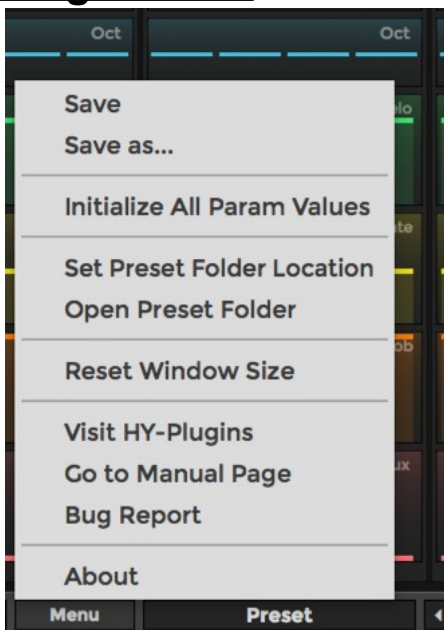 Oct
Oct
Save
Save as...
Initialize All Param Values
Set Preset Folder Location
Open Preset Folder
Reset Window Size
Visit HY-Plugins
Go to Manual Page
Bug Report
About
Menu
Preset